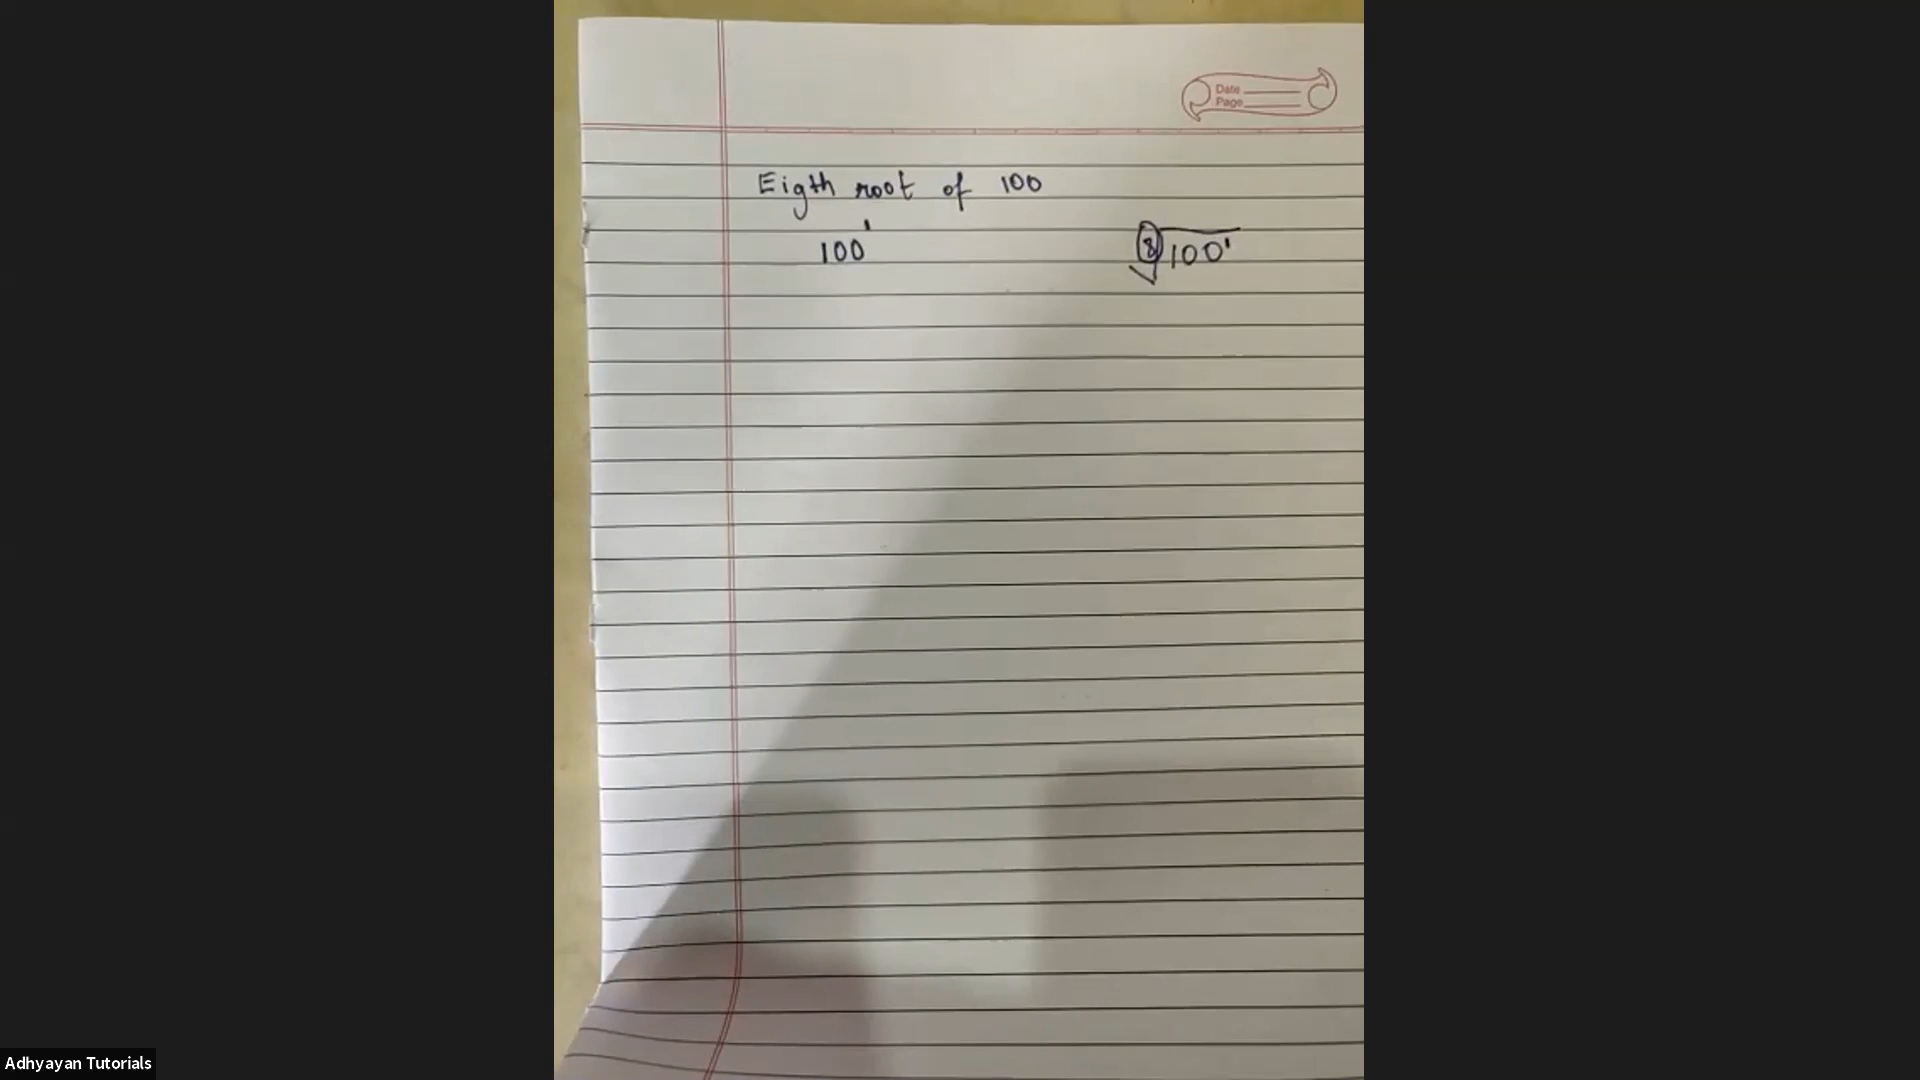 Date
Page
Eigth root of 100
100¹
⁸√100¹
Adhyayan Tutorials